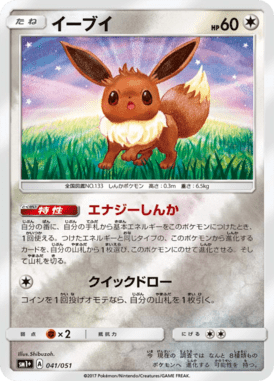 たね
イーブイ
HP60
全国図鑑NO.133 しんかポケモン 高さ:0.3m 重さ:6.5kg
特性 エナジーしんか
自分の番に、自分の手札から基本エネルギーをこのポケモンにつけたとき、
1回使える。つけたエネルギーと同じタイプの、このポケモンから進化するカー
ドを、自分の山札から1枚選び、このポケモンにのせて進化させる。そし
て山札を切る。
クイックドロー
コインを1回投げオモテなら、自分の山札を1枚引く。
弱点 ×2 抵抗力 にげる
Illus. Shibuzoh.
sm1+ A 041/051
©2017 Pokémon/Nintendo/Creatures/GAME FREAK.